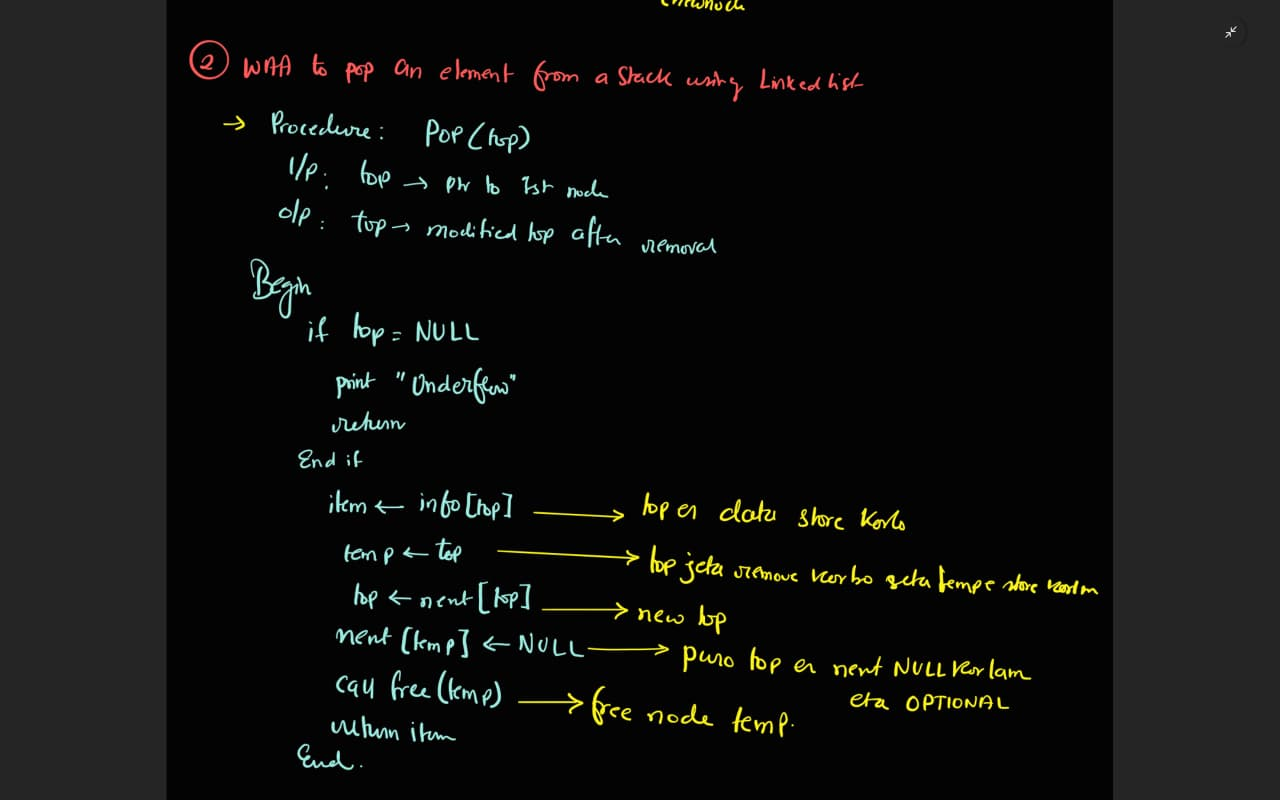 newnode
② WAA to pop an element from a stack using Linked list
→ Procedure: POP(top)
I/P: top → ptr to 1st node
O/P: top → modified top after removal
Begin
if top = NULL
print "Underflow"
return
End if
item ← info[top] → top er data store korlo
temp ← top → top jeta remove korbo seta tempe store korlm
top ← next[top] → new top
next[temp] ← NULL → puro top er next NULL korlam
eta OPTIONAL
call free(temp) → free node temp.
return item
End.